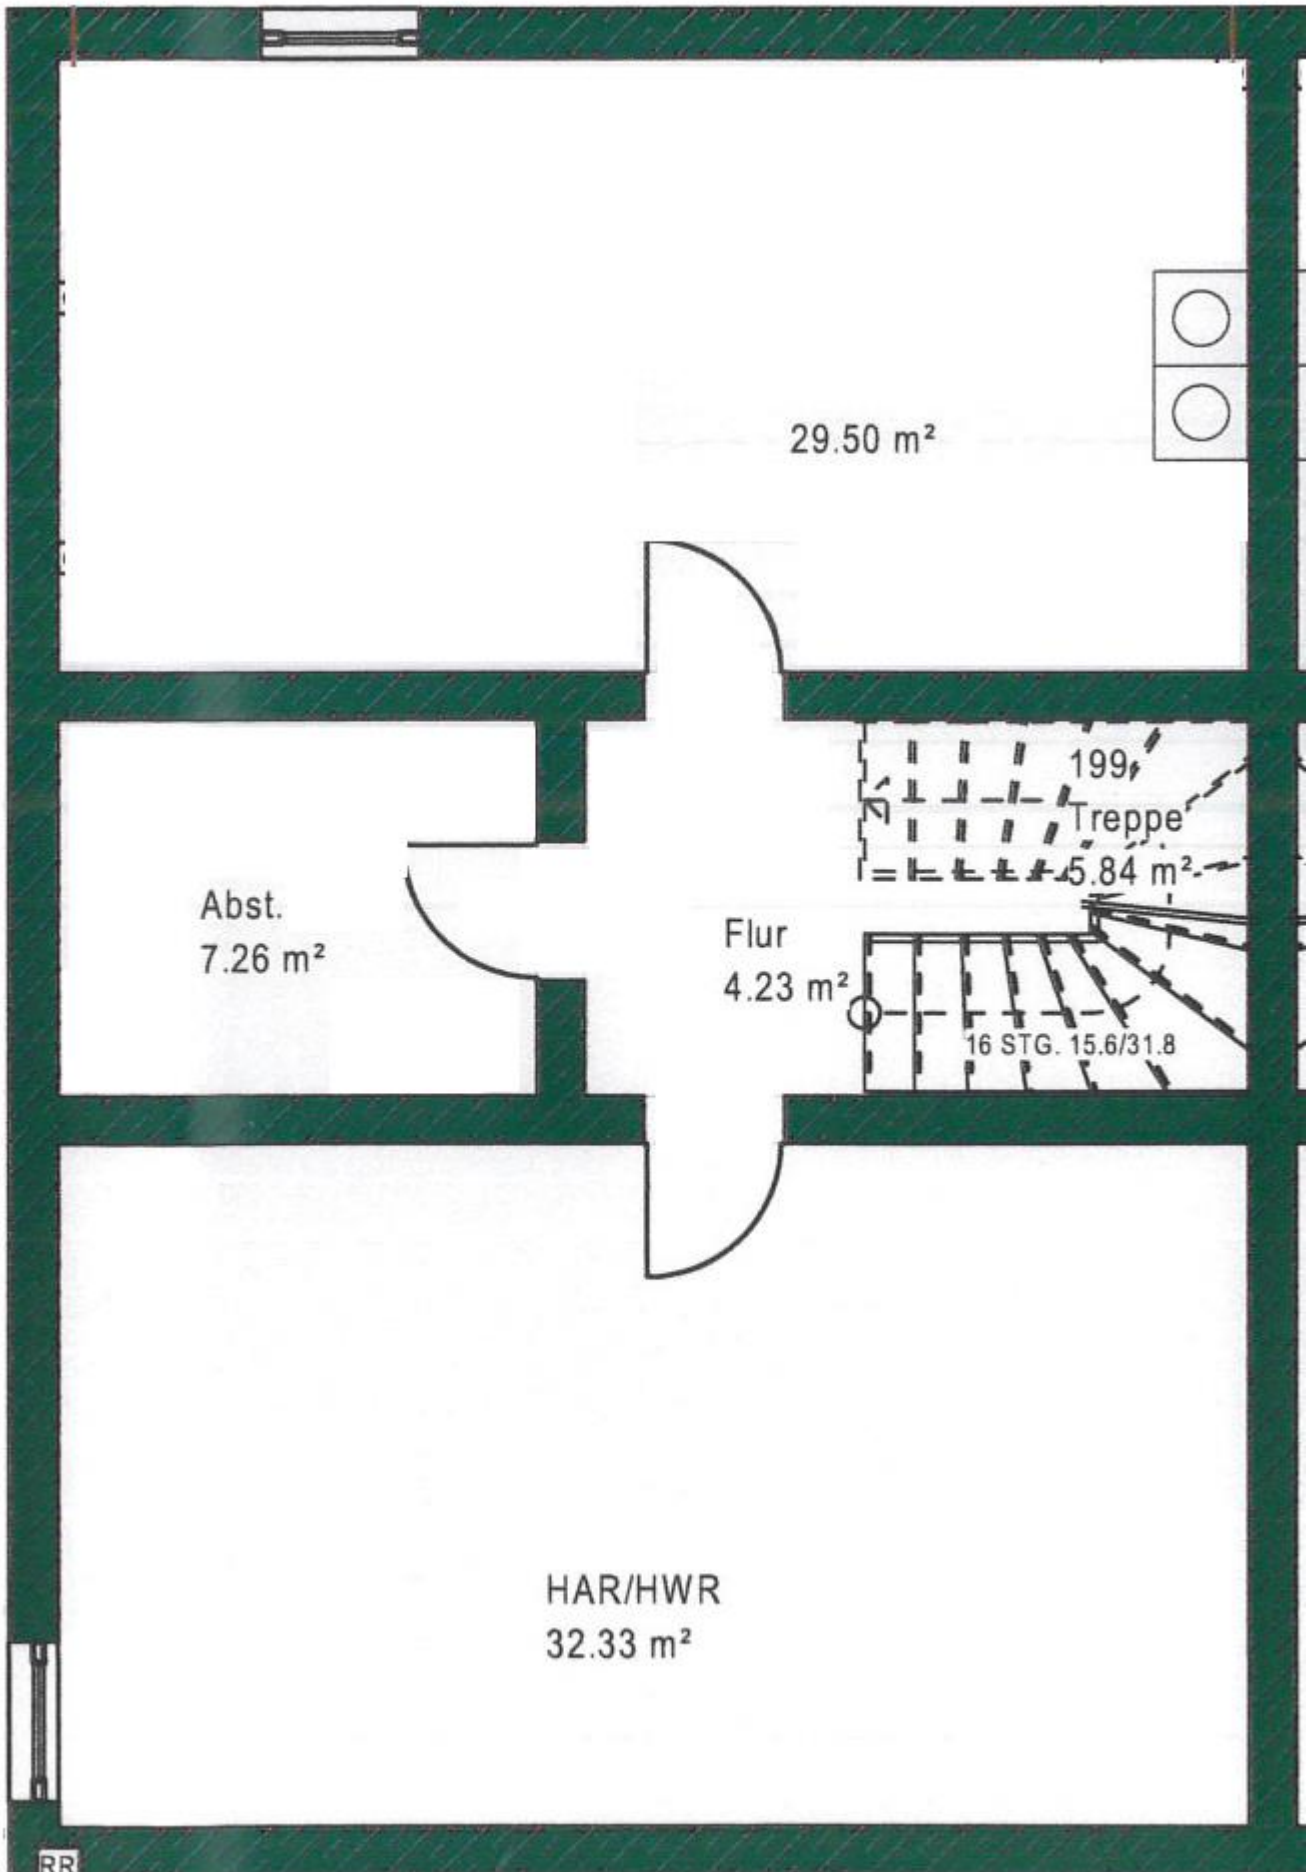 29.50 m²
199
Treppe
5.84 m²
Abst.
7.26 m²
Flur
4.23 m²
16 STG. 15.6/31.8
HAR/HWR
32.33 m²
RR